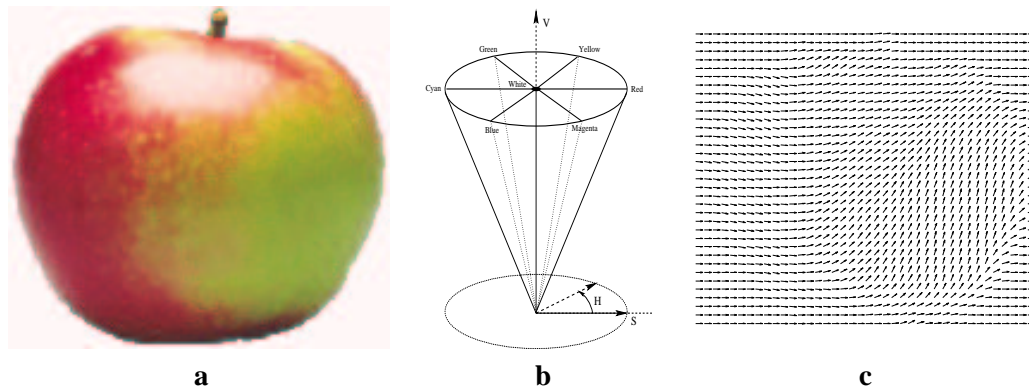 V
Green
Yellow
Cyan
White
Red
Blue
Magenta
H
S
a
b
c